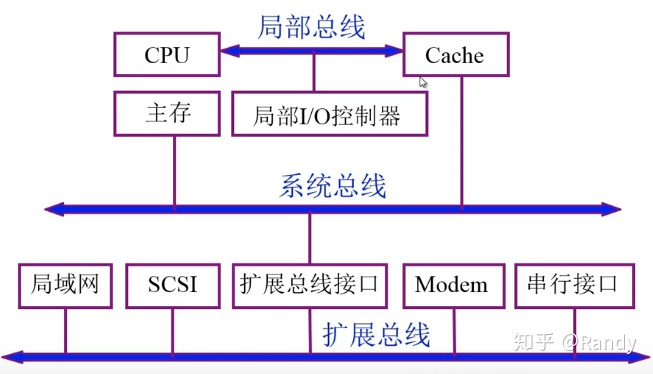 局部总线
CPU
Cache
主存
局部I/O控制器
系统总线
局域网
SCSI
扩展总线接口
Modem
串行接口
扩展总线
知乎 @Randy